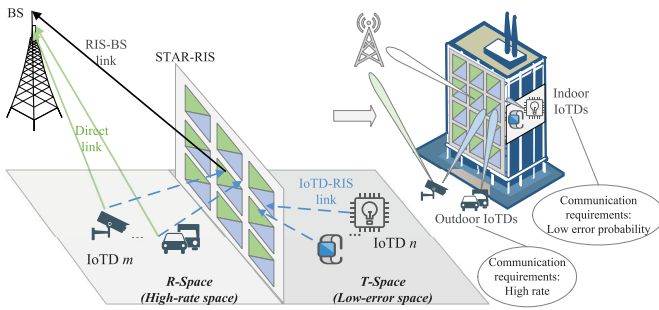 BS
RIS-BS
link
STAR-RIS
Direct
link
IoTD-RIS
link
IoTD m
...
...
IoTD n
R-Space
(High-rate space)
T-Space
(Low-error space)
Indoor
IoTDs
Outdoor IoTDs
Communication
requirements:
Low error probability
Communication
requirements:
High rate